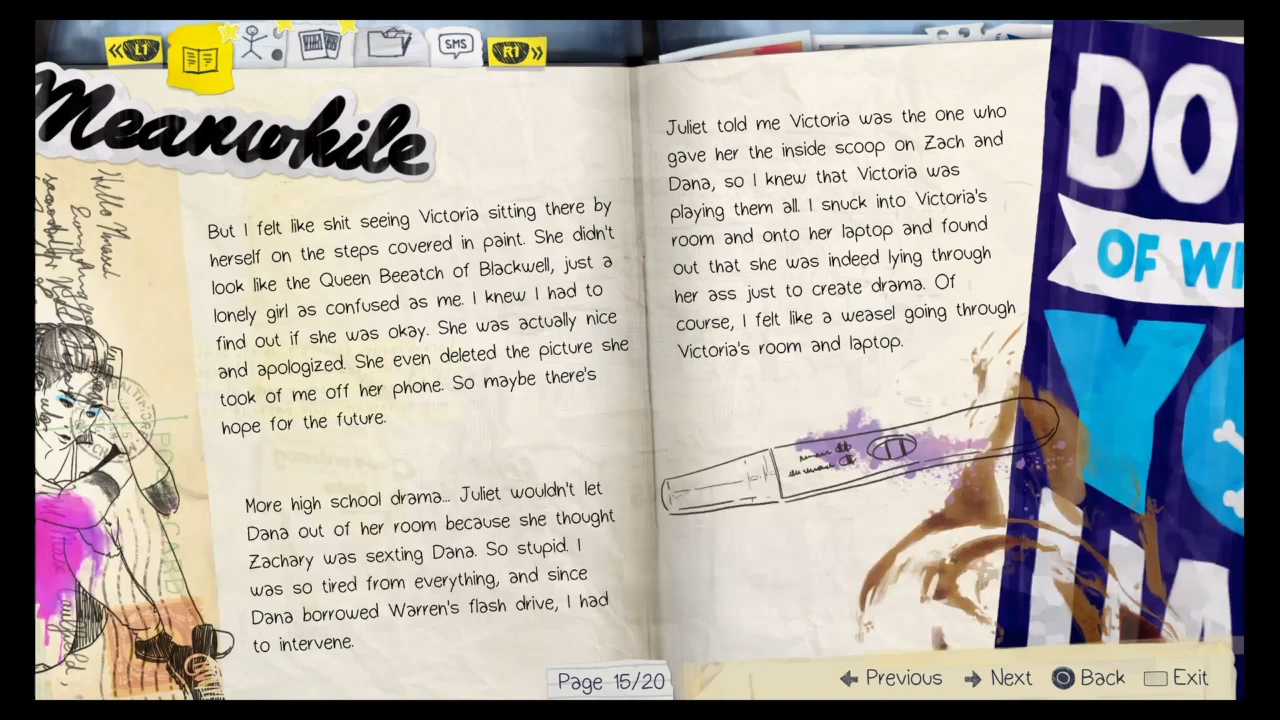 L1
SMS
R1
Meanwhile
But I felt like shit seeing Victoria sitting there by
herself on the steps covered in paint. She didn't
look like the Queen Beeatch of Blackwell, just a
lonely girl as confused as me. I knew I had to
find out if she was okay. She was actually nice
and apologized. She even deleted the picture she
took of me off her phone. So maybe there's
hope for the future.
More high school drama... Juliet wouldn't let
Dana out of her room because she thought
Zachary was sexting Dana. So stupid. I
was so tired from everything, and since
Dana borrowed Warren's flash drive, I had
to intervene.
Juliet told me Victoria was the one who
gave her the inside scoop on Zach and
Dana, so I knew that Victoria was
playing them all. I snuck into Victoria's
room and onto her laptop and found
out that she was indeed lying through
her ass just to create drama. Of
course, I felt like a weasel going through
Victoria's room and laptop.
DO
OF
POST CARD
Page 15/20
Previous
Next
Back
Exit